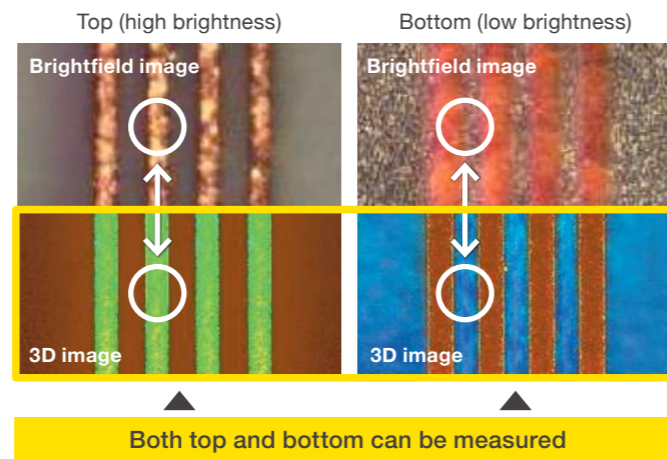 Top (high brightness)
Bottom (low brightness)
Brightfield image
Brightfield image
3D image
3D image
Both top and bottom can be measured